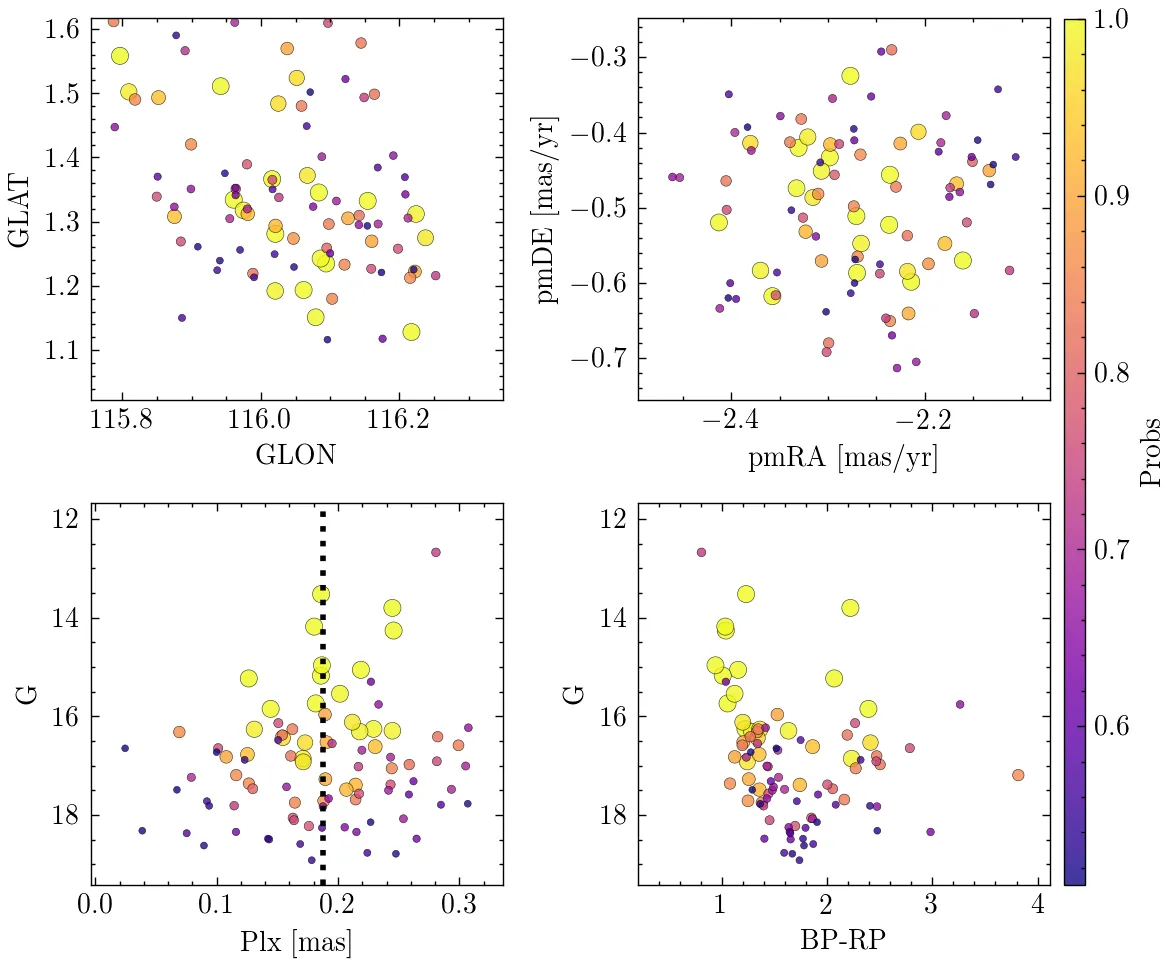 1.6
1.5
1.4
1.3
1.2
1.1
GLAT
115.8 116.0 116.2
GLON
−0.3
−0.4
−0.5
−0.6
−0.7
pmDE [mas/yr]
−2.4 −2.2
pmRA [mas/yr]
12
14
16
18
G
0.0 0.1 0.2 0.3
Plx [mas]
12
14
16
18
G
1 2 3 4
BP-RP
1.0
0.9
0.8
0.7
0.6
Probs